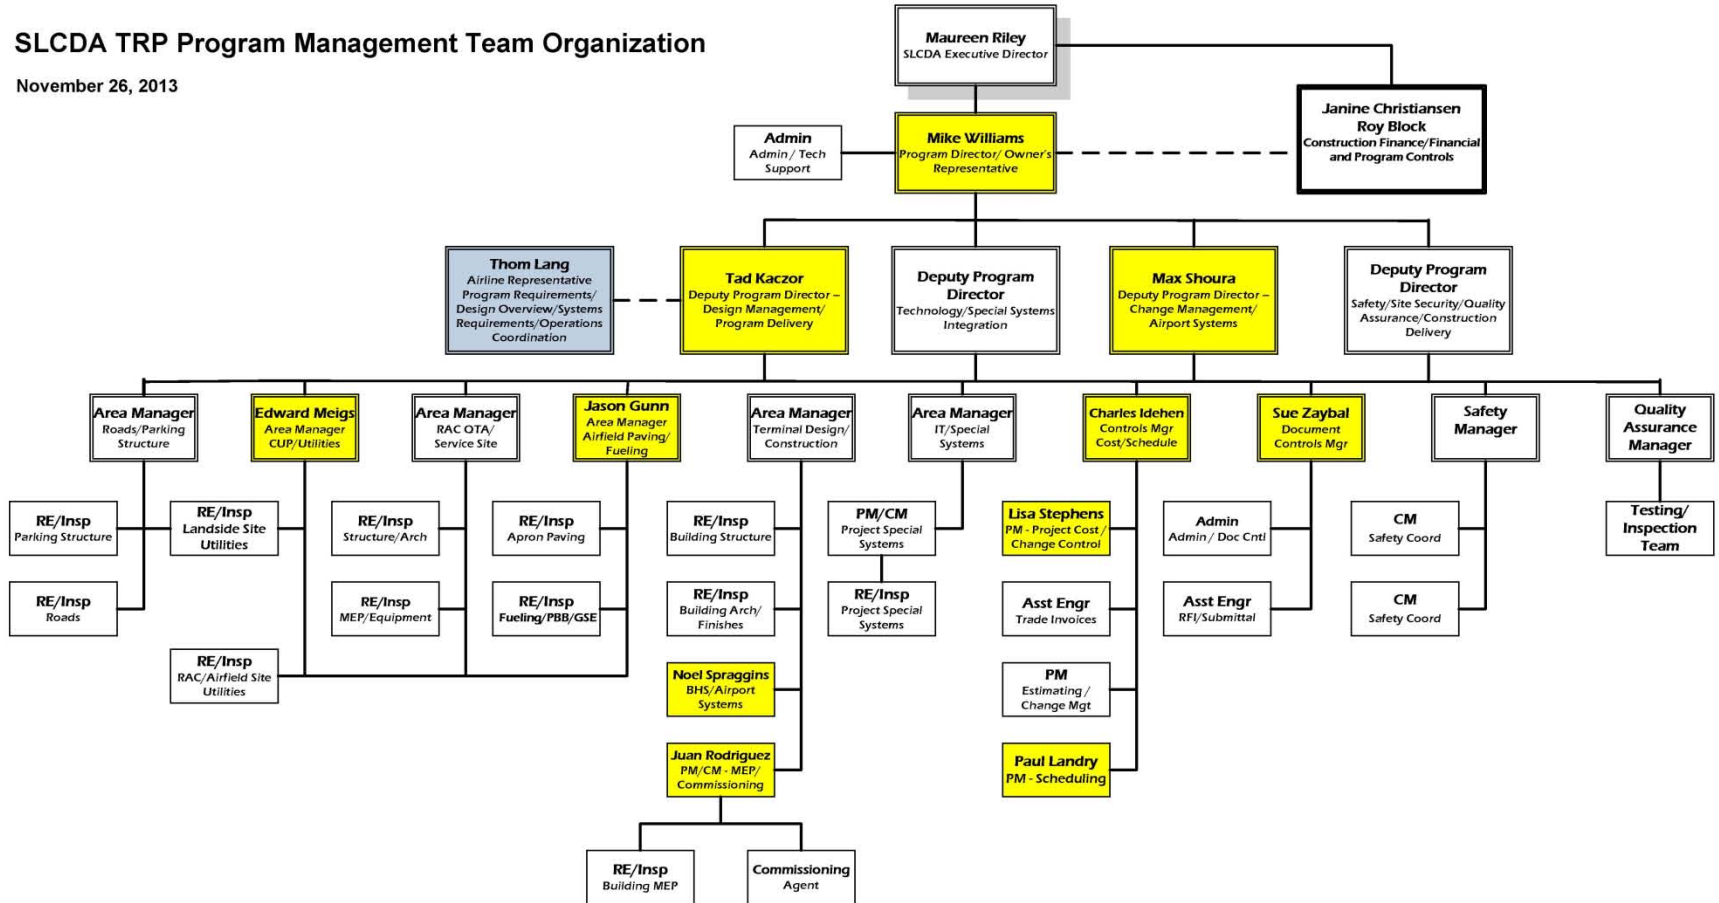 SLCDA TRP Program Management Team Organization
November 26, 2013
Maureen Riley
SLCDA Executive Director
Janine Christiansen
Roy Block
Construction Finance/Financial
and Program Controls
Admin
Admin / Tech
Support
Mike Williams
Program Director/ Owner's
Representative
Thom Lang
Airline Representative
Program Requirements/
Design Overview/Systems
Requirements/Operations
Coordination
Tad Kaczor
Deputy Program Director –
Design Management/
Program Delivery
Deputy Program
Director
Technology/Special Systems
Integration
Max Shoura
Deputy Program Director –
Change Management/
Airport Systems
Deputy Program
Director
Safety/Site Security/Quality
Assurance/Construction
Delivery
Area Manager
Roads/Parking
Structure
Edward Meigs
Area Manager
CUP/Utilities
Area Manager
RAC QTA/
Service Site
Jason Gunn
Area Manager
Airfield Paving/
Fueling
Area Manager
Terminal Design/
Construction
Area Manager
IT/Special
Systems
Charles Idehen
Controls Mgr
Cost/Schedule
Sue Zaybal
Document
Controls Mgr
Safety
Manager
Quality
Assurance
Manager
RE/Insp
Parking Structure
RE/Insp
Landside Site
Utilities
RE/Insp
Structure/Arch
RE/Insp
Apron Paving
RE/Insp
Building Structure
PM/CM
Project Special
Systems
Lisa Stephens
PM - Project Cost /
Change Control
Admin
Admin / Doc Cntl
CM
Safety Coord
Testing/
Inspection
Team
RE/Insp
Roads
RE/Insp
MEP/Equipment
RE/Insp
Fueling/PBB/GSE
RE/Insp
Building Arch/
Finishes
RE/Insp
Project Special
Systems
Asst Engr
Trade Invoices
Asst Engr
RFI/Submittal
CM
Safety Coord
RE/Insp
RAC/Airfield Site
Utilities
Noel Spraggins
BHS/Airport
Systems
PM
Estimating /
Change Mgt
Juan Rodriguez
PM/CM - MEP/
Commissioning
Paul Landry
PM - Scheduling
RE/Insp
Building MEP
Commissioning
Agent